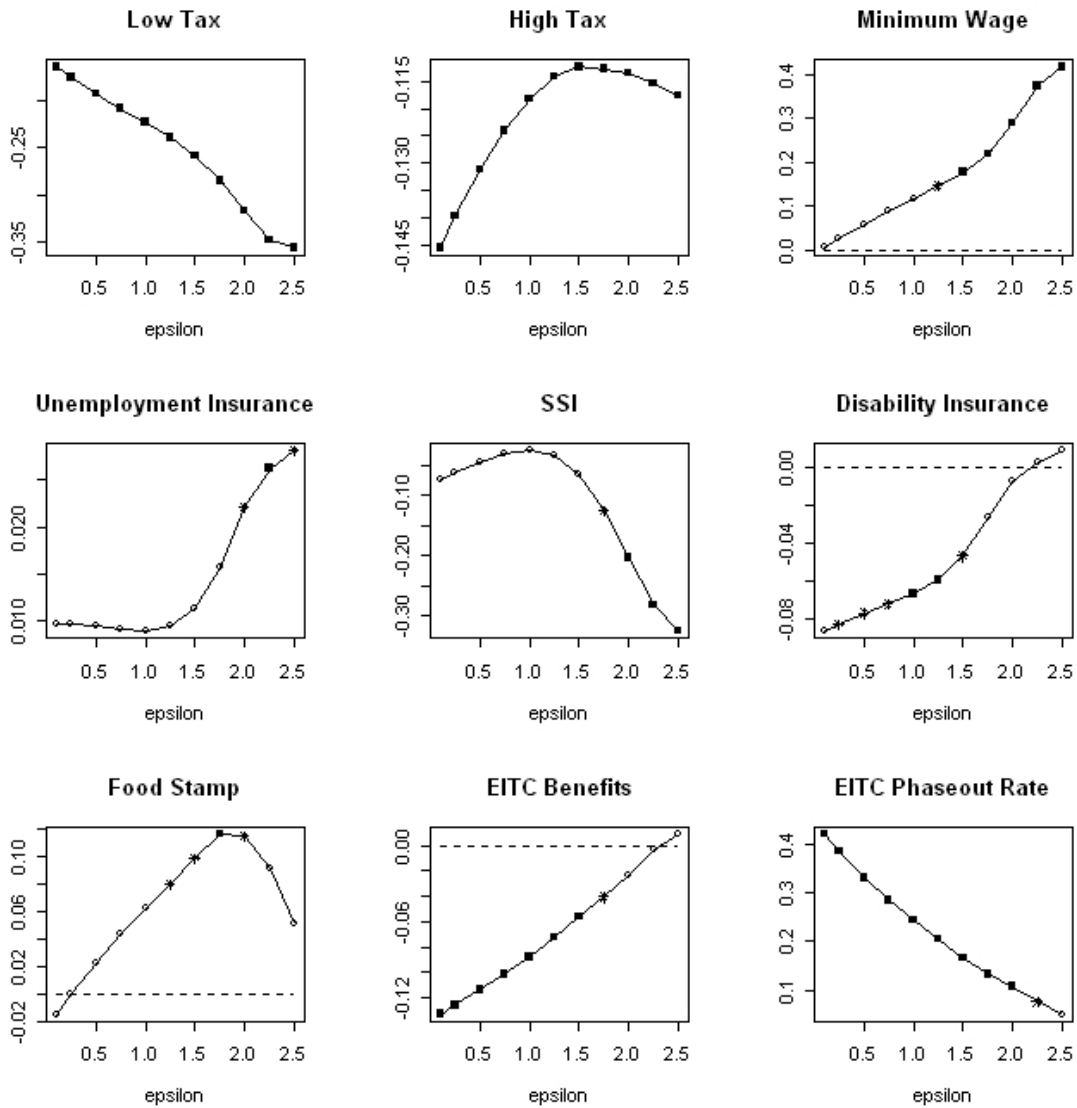 Low Tax
High Tax
Minimum Wage
-0.25
-0.35
-0.115
-0.130
-0.145
0.4
0.3
0.2
0.1
0.0
0.5 1.0 1.5 2.0 2.5
0.5 1.0 1.5 2.0 2.5
0.5 1.0 1.5 2.0 2.5
epsilon
epsilon
epsilon
Unemployment Insurance
SSI
Disability Insurance
0.020
0.010
-0.10
-0.20
-0.30
0.00
-0.04
-0.08
0.5 1.0 1.5 2.0 2.5
0.5 1.0 1.5 2.0 2.5
0.5 1.0 1.5 2.0 2.5
epsilon
epsilon
epsilon
Food Stamp
EITC Benefits
EITC Phaseout Rate
0.10
0.06
0.02
-0.02
0.00
-0.06
-0.12
0.4
0.3
0.2
0.1
0.5 1.0 1.5 2.0 2.5
0.5 1.0 1.5 2.0 2.5
0.5 1.0 1.5 2.0 2.5
epsilon
epsilon
epsilon